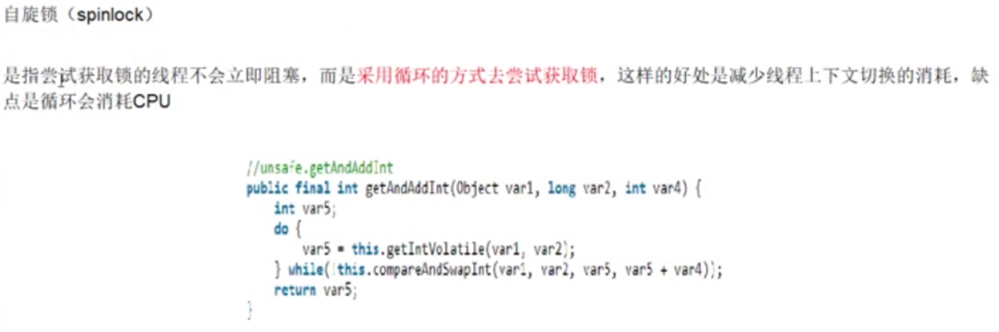 自旋锁（spinlock）
是指尝试获取锁的线程不会立即阻塞，而是采用循环的方式去尝试获取锁，这样的好处是减少线程上下文切换的消耗，缺
点是循环会消耗CPU
//unsafe.getAndAddInt
public final int getAndAddInt(Object var1, long var2, int var4) {
int var5;
do {
var5 = this.getIntVolatile(var1, var2);
} while(!this.compareAndSwapInt(var1, var2, var5, var5 + var4));
return var5;
}